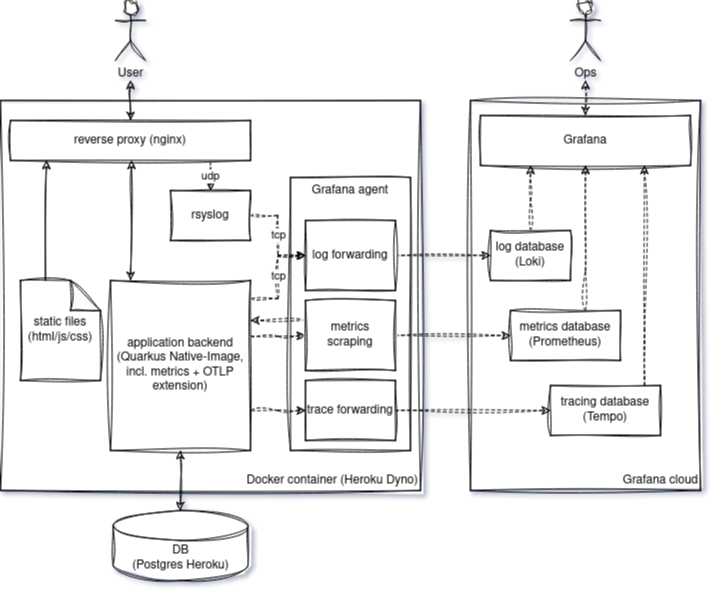 User
Ops
reverse proxy (nginx)
Grafana
udp
Grafana agent
rsyslog
tcp
log forwarding
log database
(Loki)
tcp
static files
(html/js/css)
application backend
(Quarkus Native-Image,
incl. metrics + OTLP
extension)
metrics
scraping
metrics database
(Prometheus)
trace forwarding
tracing database
(Tempo)
Docker container (Heroku Dyno)
Grafana cloud
DB
(Postgres Heroku)